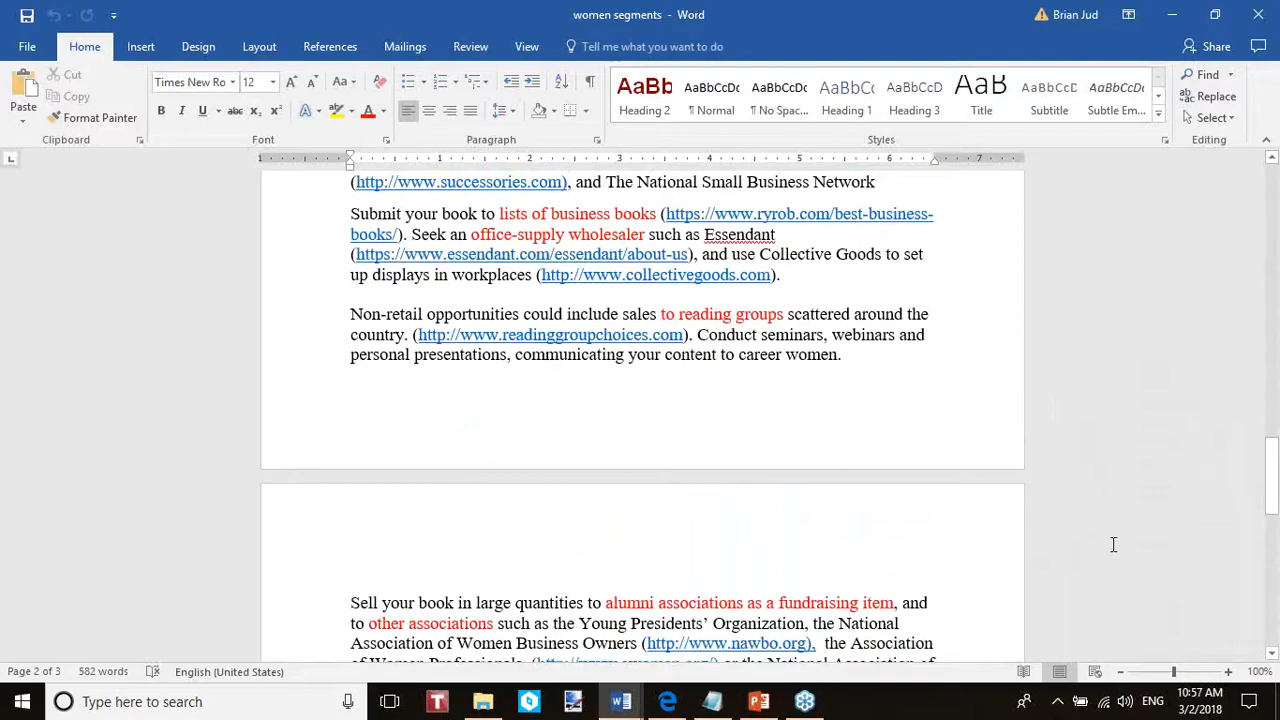 women segments - Word
Brian Jud
File Home Insert Design Layout References Mailings Review View Tell me what you want to do Share
Paste
Cut
Copy
Format Painter
Clipboard
Times New Ro 12
Font
Paragraph
AaBb AaBbCcDc AaBbCcDc AaBbCc AaBbCcDc AaB AaBbCcD AaBbCcDc
Heading 2 ¶ Normal ¶ No Spac... Heading 1 Heading 3 Title Subtitle Subtle Em...
Styles
Find
Replace
Select
Editing
1 1 2 3 4 5 6 7
(http://www.successories.com), and The National Small Business Network
Submit your book to lists of business books (https://www.ryrob.com/best-business-
books/). Seek an office-supply wholesaler such as Essendant
(https://www.essendant.com/essendant/about-us), and use Collective Goods to set
up displays in workplaces (http://www.collectivegoods.com).
Non-retail opportunities could include sales to reading groups scattered around the
country. (http://www.readinggroupchoices.com). Conduct seminars, webinars and
personal presentations, communicating your content to career women.
Sell your book in large quantities to alumni associations as a fundraising item, and
to other associations such as the Young Presidents’ Organization, the National
Association of Women Business Owners (http://www.nawbo.org), the Association
Page 2 of 3 582 words English (United States) 100%
Type here to search
ENG
10:57 AM
3/2/2018